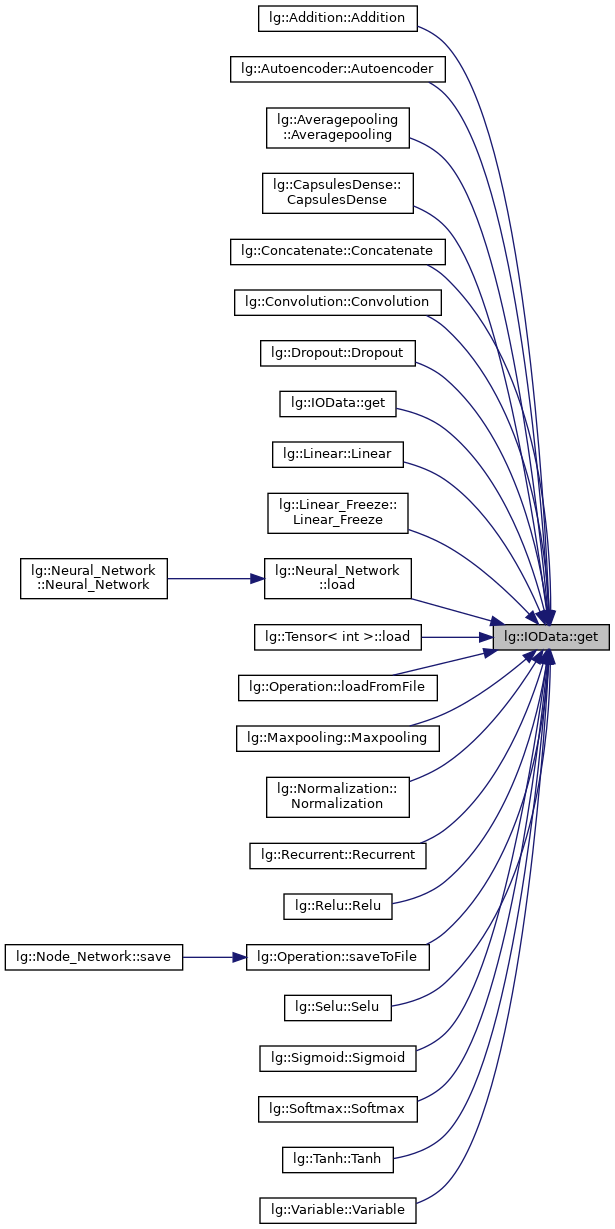 lg::Addition::Addition
lg::Autoencoder::Autoencoder
lg::Averagepooling
::Averagepooling
lg::CapsulesDense::
CapsulesDense
lg::Concatenate::Concatenate
lg::Convolution::Convolution
lg::Dropout::Dropout
lg::IOData::get
lg::Linear::Linear
lg::Linear_Freeze::
Linear_Freeze
lg::Neural_Network
::Neural_Network
lg::Neural_Network
::load
lg::Tensor< int >::load
lg::IOData::get
lg::Operation::loadFromFile
lg::Maxpooling::Maxpooling
lg::Normalization::
Normalization
lg::Recurrent::Recurrent
lg::Relu::Relu
lg::Node_Network::save
lg::Operation::saveToFile
lg::Selu::Selu
lg::Sigmoid::Sigmoid
lg::Softmax::Softmax
lg::Tanh::Tanh
lg::Variable::Variable